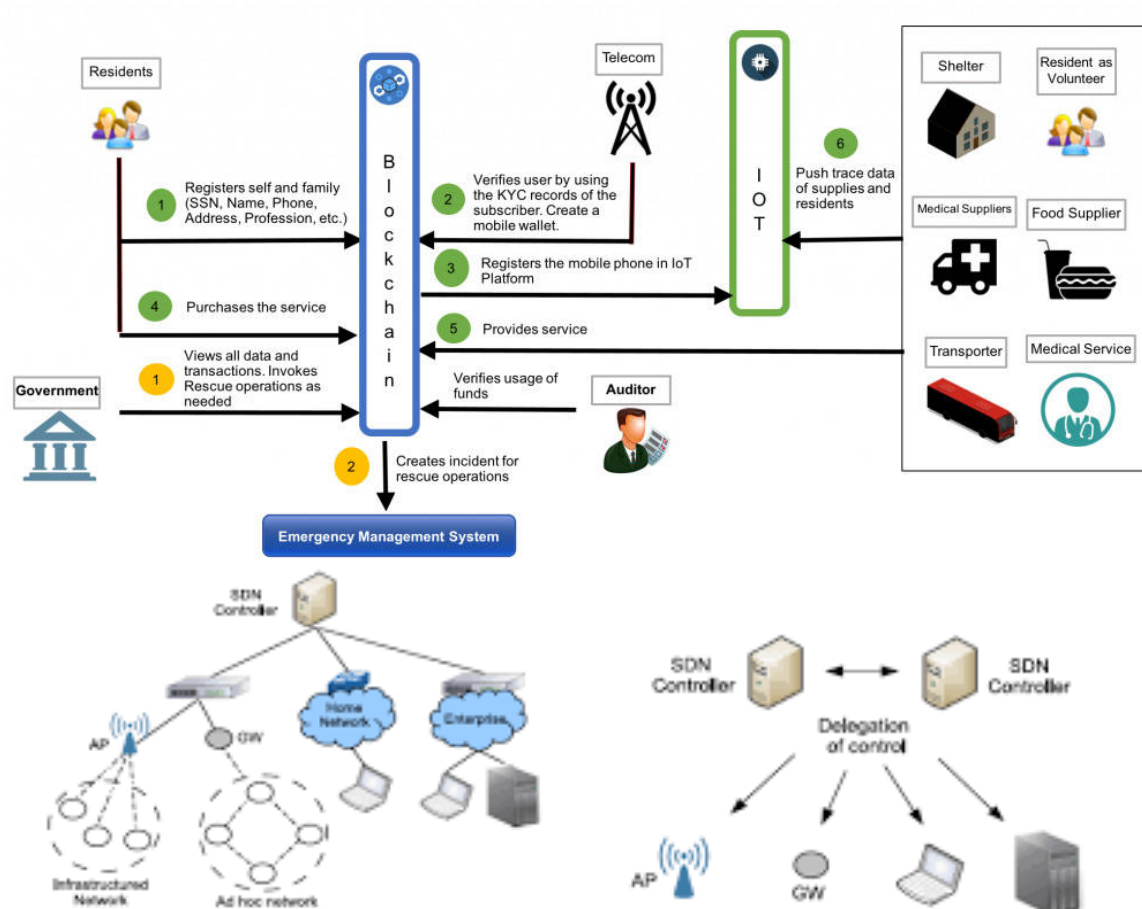 Residents
Telecom
Shelter
Resident as
Volunteer
1
Registers self and family
(SSN, Name, Phone,
Address, Profession, etc.)
Blockchain
2
Verifies user by using
the KYC records of the
subscriber. Create a
mobile wallet.
IOT
6
Push trace data
of supplies and
residents
Medical Suppliers
Food Supplier
3
Registers the mobile phone in IoT
Platform
4
Purchases the service
5
Provides service
Transporter
Medical Service
Government
1
Views all data and
transactions. Invokes
Rescue operations as
needed
Verifies usage of
funds
Auditor
2
Creates incident for
rescue operations
Emergency Management System
SDN
Controller
AP
GW
Home
Network
Enterprise
Infrastructured
Network
Ad hoc network
SDN
Controller
SDN
Controller
Delegation
of control
AP
GW